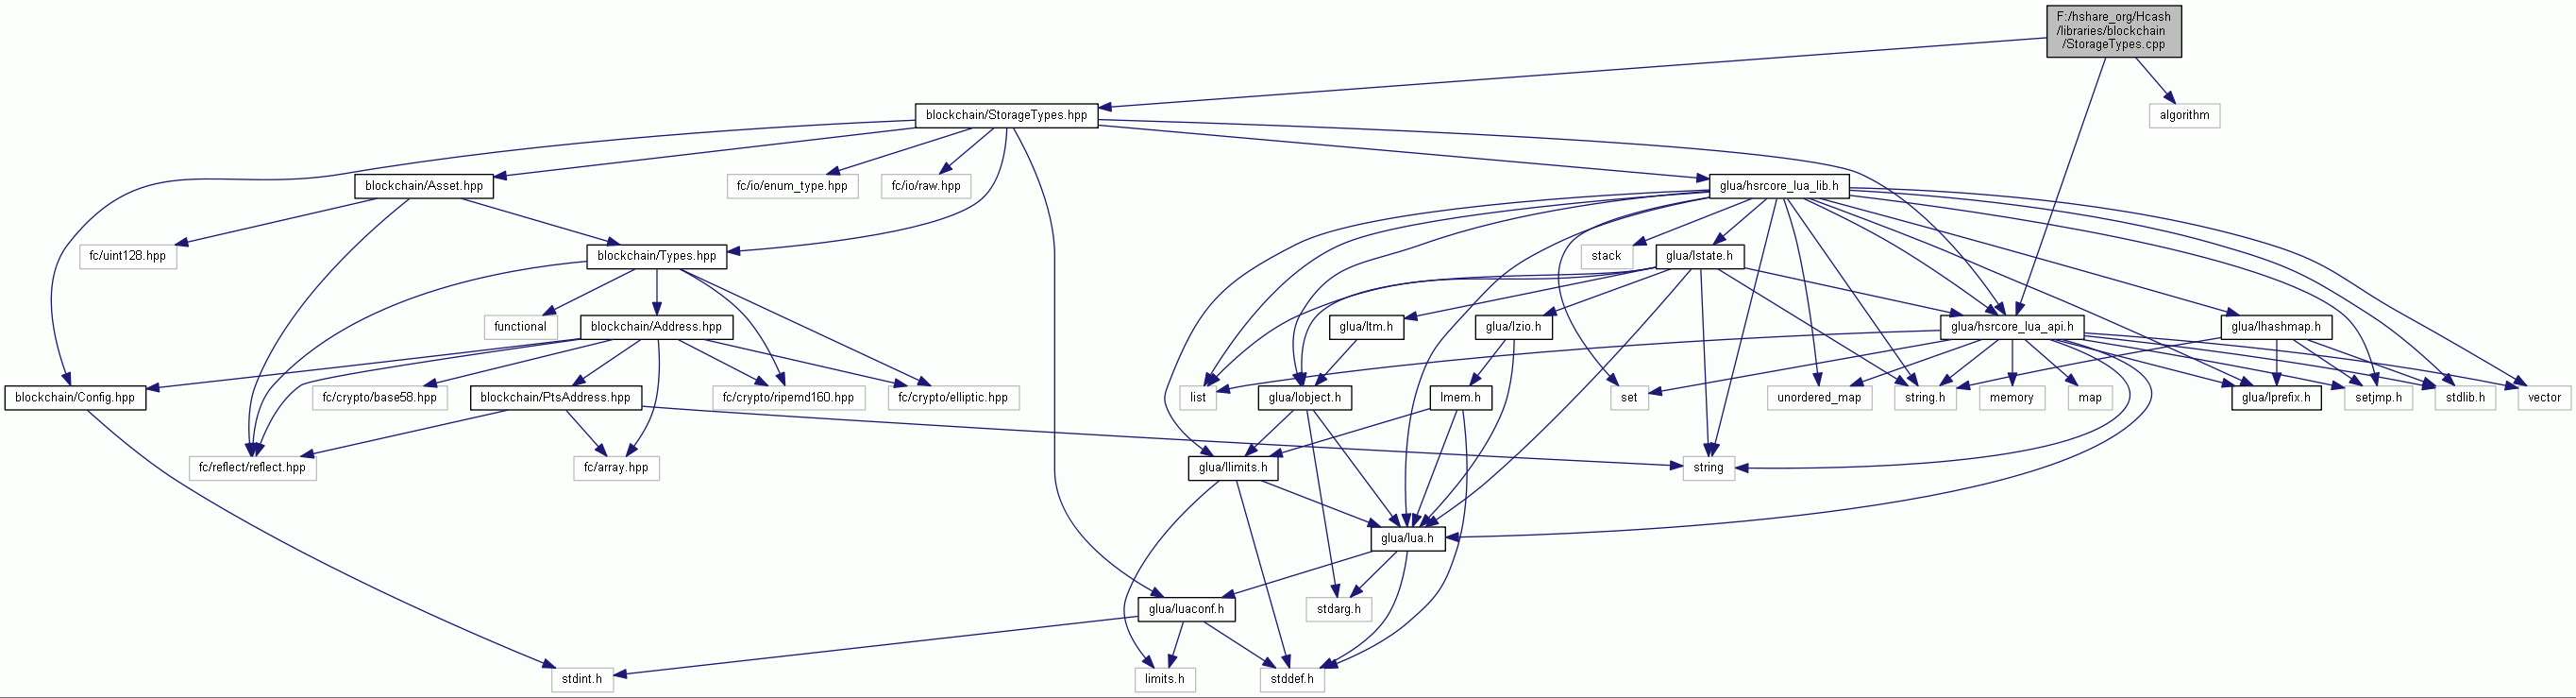 F:/hshare_org/Hcash
/libraries/blockchain
/StorageTypes.cpp
blockchain/StorageTypes.hpp
algorithm
blockchain/Asset.hpp
fc/io/enum_type.hpp
fc/io/raw.hpp
glua/hsrcore_lua_lib.h
fc/uint128.hpp
blockchain/Types.hpp
stack
glua/lstate.h
functional
blockchain/Address.hpp
glua/ltm.h
glua/lzio.h
glua/hsrcore_lua_api.h
glua/lhashmap.h
blockchain/Config.hpp
fc/crypto/base58.hpp
blockchain/PtsAddress.hpp
fc/crypto/ripemd160.hpp
fc/crypto/elliptic.hpp
list
glua/lobject.h
lmem.h
set
unordered_map
string.h
memory
map
glua/lprefix.h
setjmp.h
stdlib.h
vector
fc/reflect/reflect.hpp
fc/array.hpp
glua/llimits.h
string
glua/lua.h
glua/luaconf.h
stdarg.h
stdint.h
limits.h
stddef.h